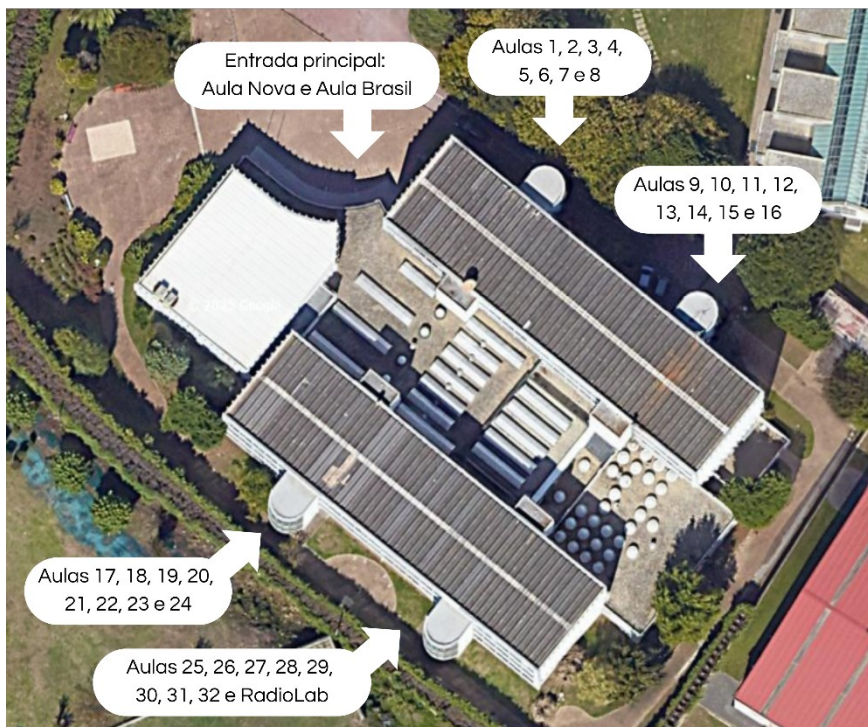 Entrada principal:
Aula Nova e Aula Brasil
Aulas 1, 2, 3, 4,
5, 6, 7 e 8
Aulas 9, 10, 11, 12,
13, 14, 15 e 16
© 2025 Google
Aulas 17, 18, 19, 20,
21, 22, 23 e 24
Aulas 25, 26, 27, 28, 29,
30, 31, 32 e RadioLab